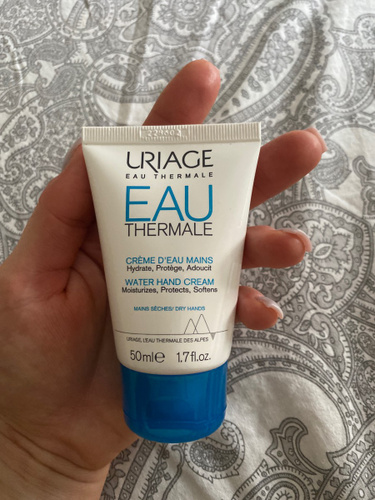 URIAGE
EAU THERMALE
EAU
THERMALE
CRÈME D'EAU MAINS
Hydrate, Protège, Adoucit
WATER HAND CREAM
Moisturizes, Protects, Softens
MAINS SÈCHES/ DRY HANDS
URIAGE, L'EAU THERMALE DES ALPES
50ml℮ 1.7fl.oz.